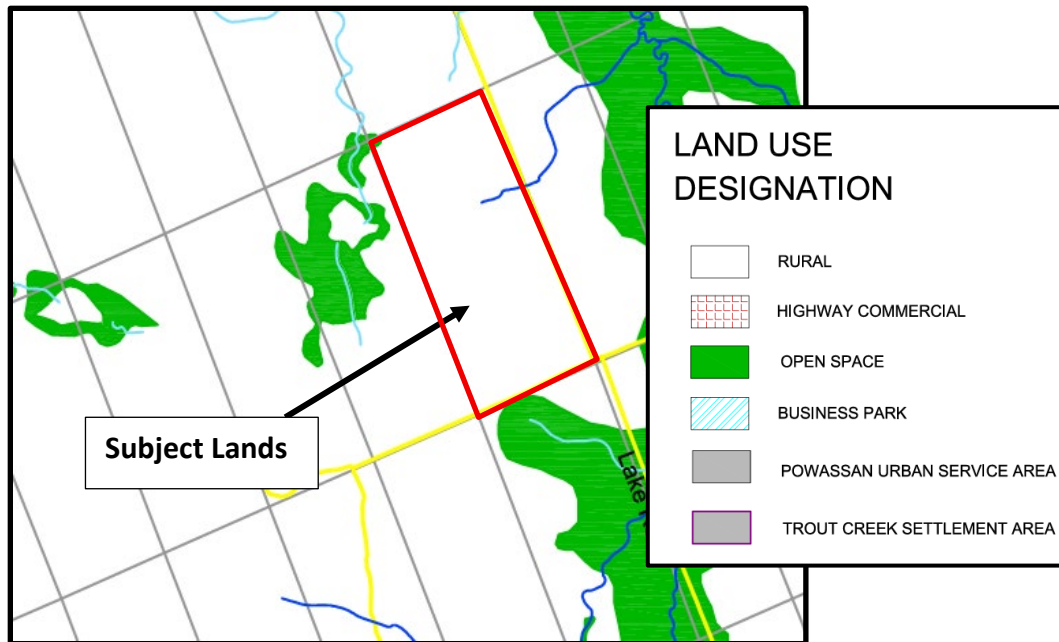 LAND USE
DESIGNATION
RURAL
HIGHWAY COMMERCIAL
OPEN SPACE
BUSINESS PARK
POWASSAN URBAN SERVICE AREA
TROUT CREEK SETTLEMENT AREA
Subject Lands
Lake